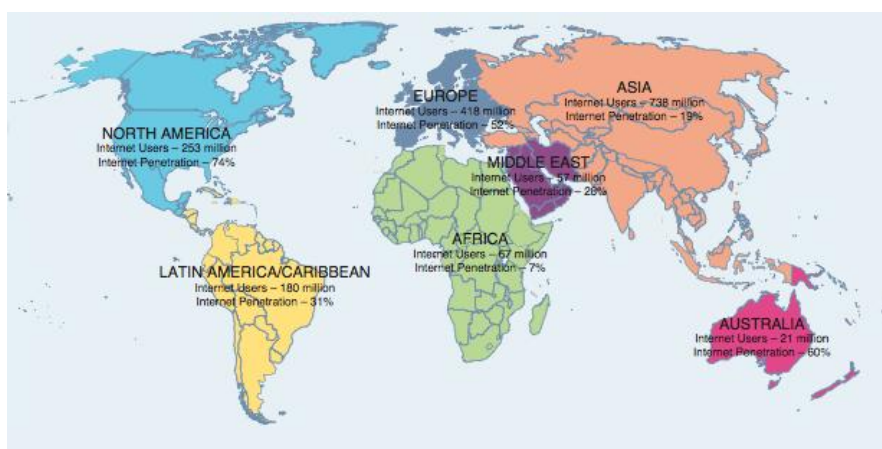 NORTH AMERICA
Internet Users – 253 million
Internet Penetration – 74%
EUROPE
Internet Users – 418 million
Internet Penetration – 52%
ASIA
Internet Users – 738 million
Internet Penetration – 19%
MIDDLE EAST
Internet Users – 57 million
Internet Penetration – 28%
AFRICA
Internet Users – 67 million
Internet Penetration – 7%
LATIN AMERICA/CARIBBEAN
Internet Users – 180 million
Internet Penetration – 31%
AUSTRALIA
Internet Users – 21 million
Internet Penetration – 60%